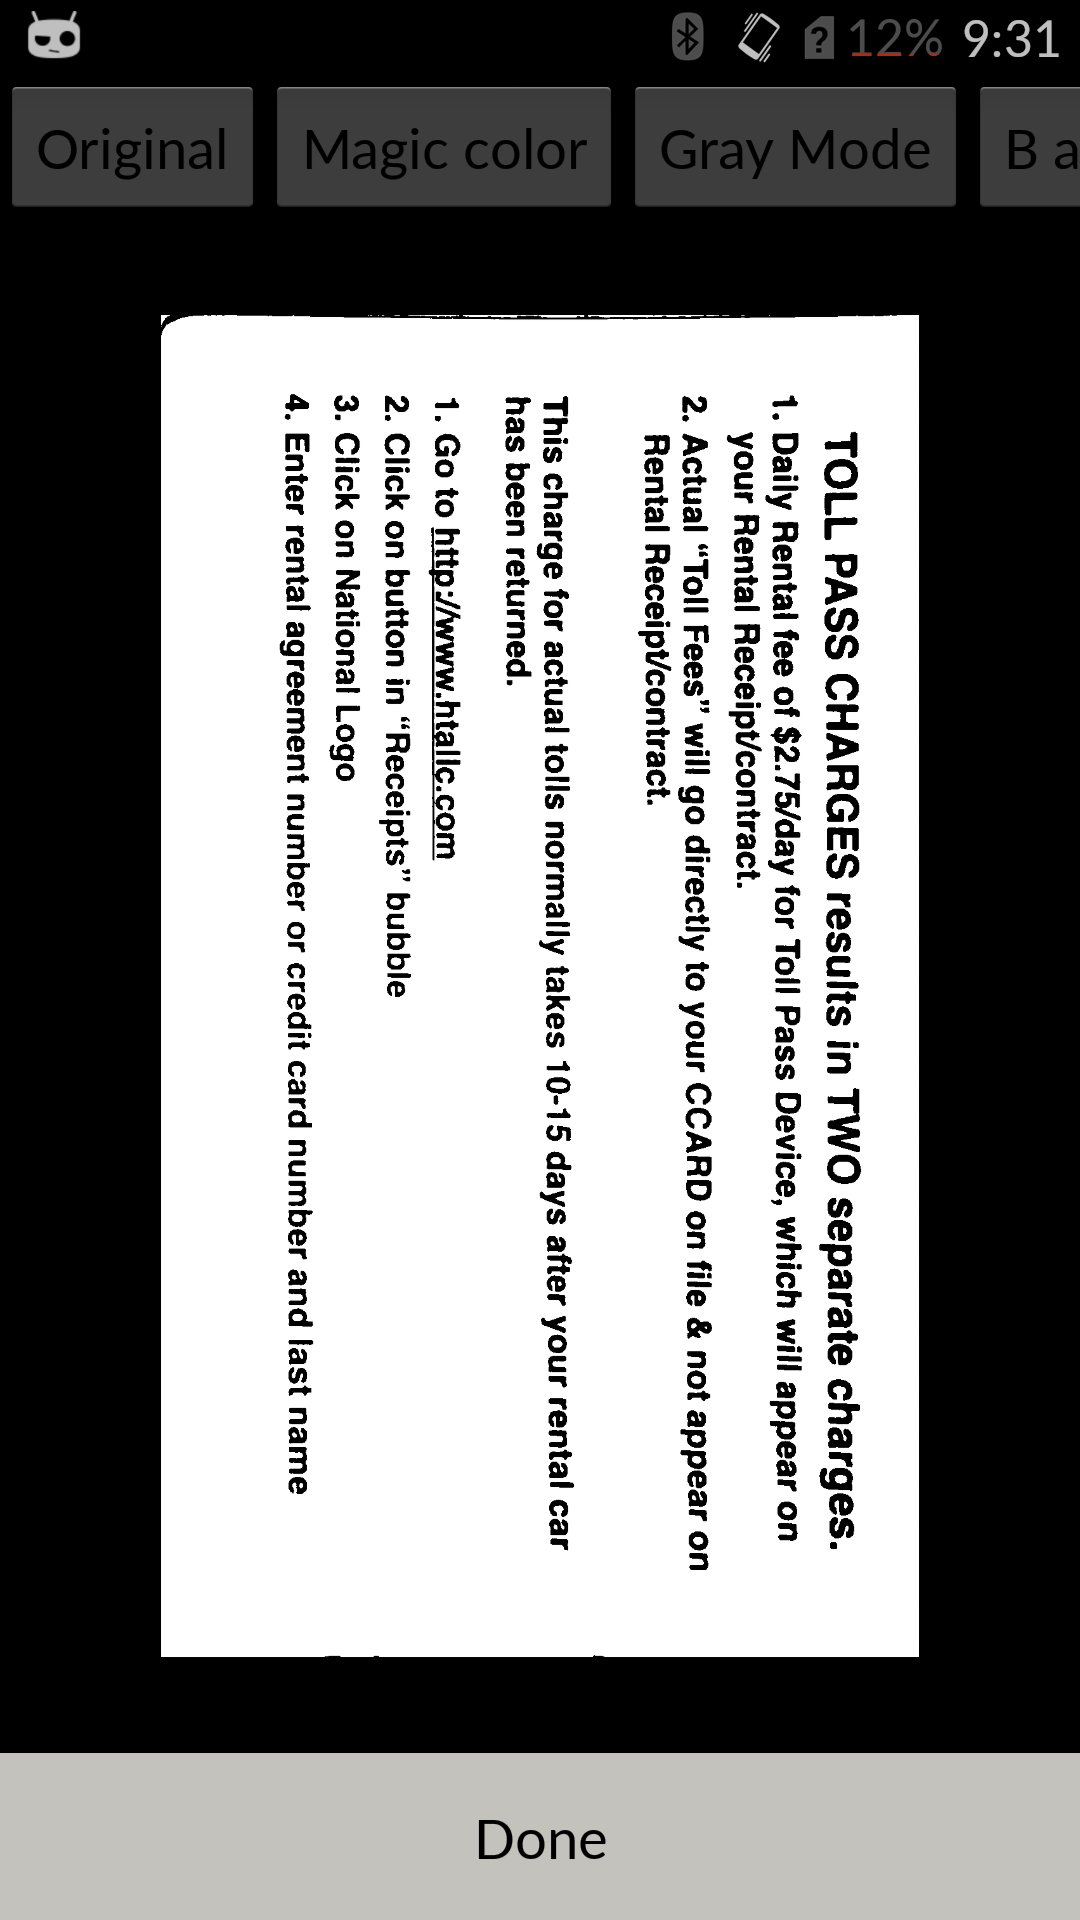 12% 9:31
Original Magic color Gray Mode B a
TOLL PASS CHARGES results in TWO separate charges.
1. Daily Rental fee of $2.75/day for Toll Pass Device, which will appear on
your Rental Receipt/contract.
2. Actual “Toll Fees” will go directly to your CCARD on file & not appear on
Rental Receipt/contract.
This charge for actual tolls normally takes 10-15 days after your rental car
has been returned.
1. Go to http://www.htallc.com
2. Click on button in “Receipts” bubble
3. Click on National Logo
4. Enter rental agreement number or credit card number and last name
Done